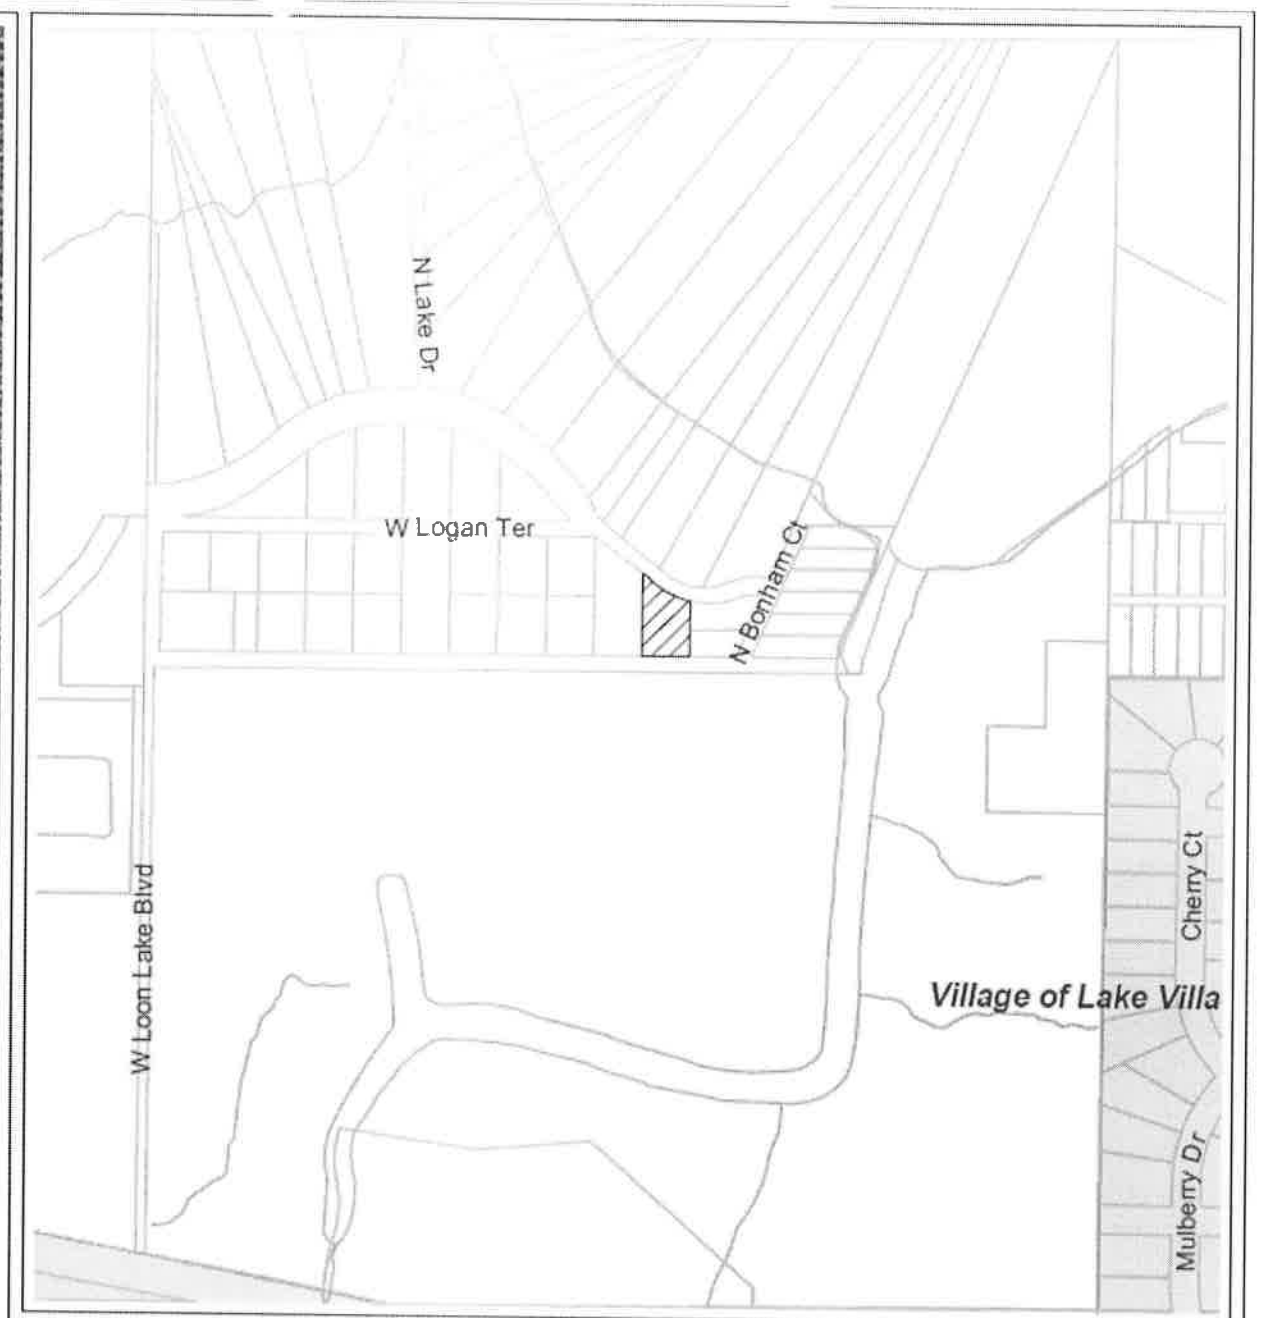 N Lake Dr
W Logan Ter
N Bonham Ct
W Loon Lake Blvd
Cherry Ct
Village of Lake Villa
Mulberry Dr